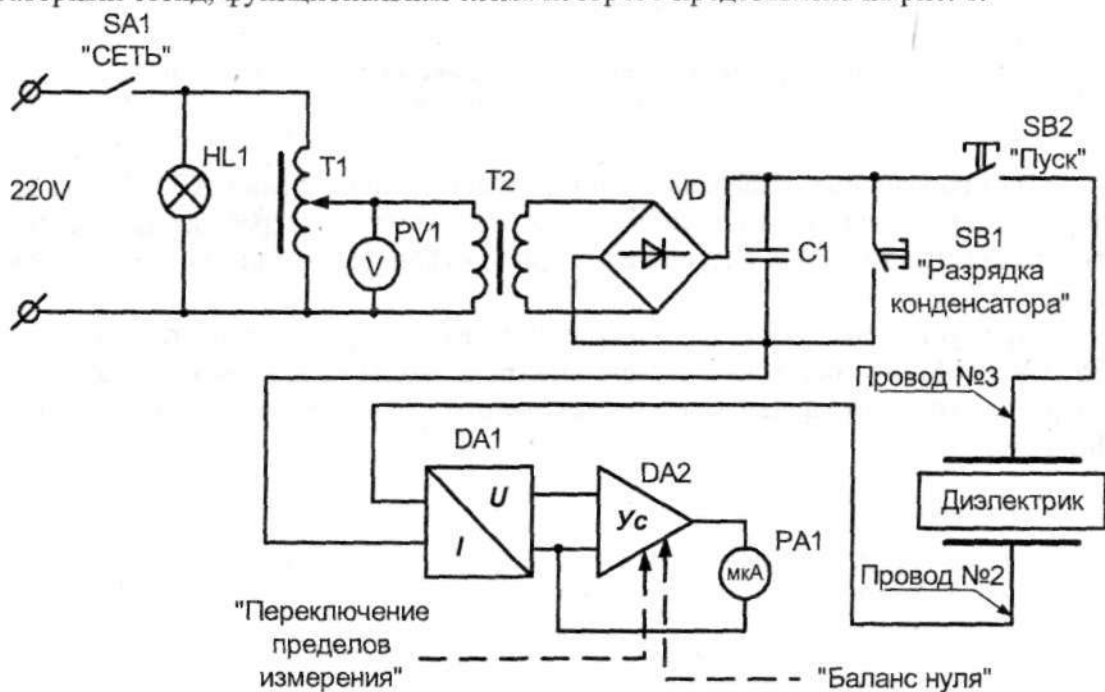 SA1
"СЕТЬ"
HL1
220V
T1
PV1
V
T2
VD
C1
SB2
"Пуск"
SB1
"Разрядка
конденсатора"
Провод №3
DA1
U
I
DA2
Ус
PA1
мкА
Диэлектрик
Провод №2
"Переключение
пределов
измерения"
"Баланс нуля"